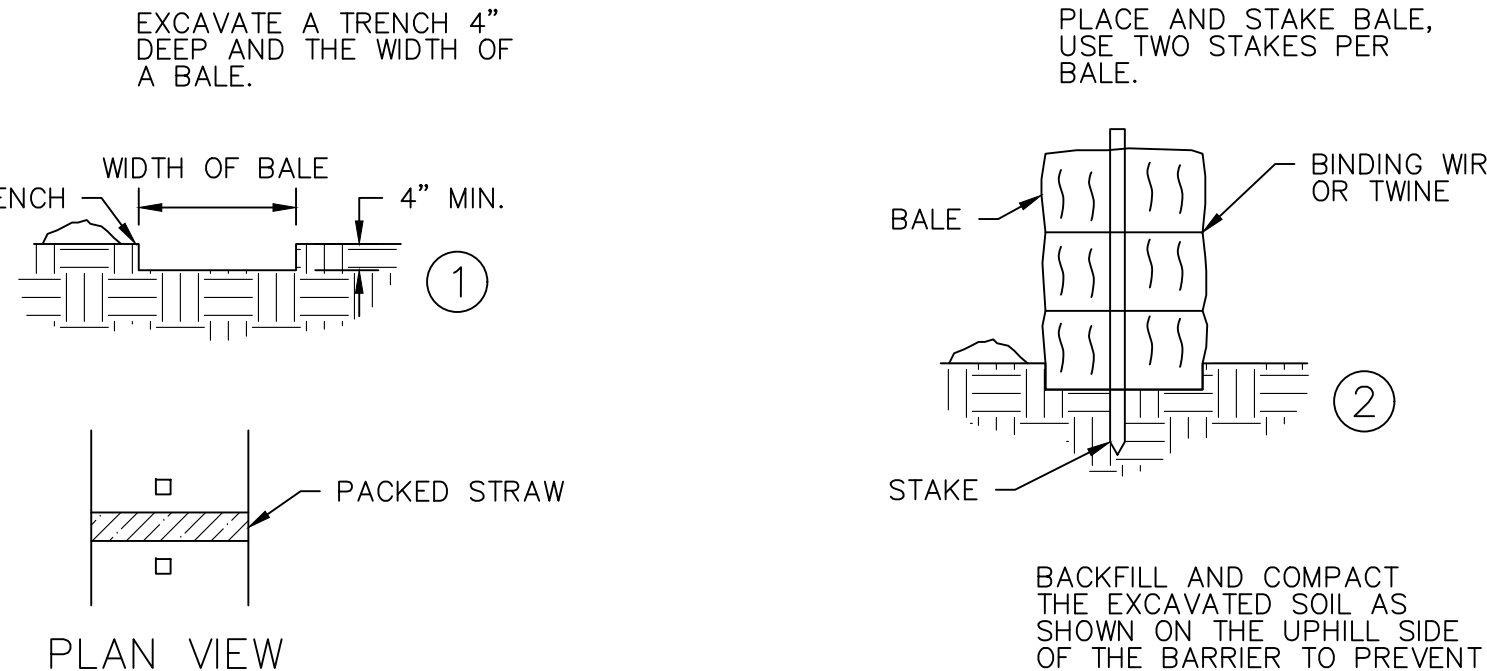 EXCAVATE A TRENCH 4"
DEEP AND THE WIDTH OF
A BALE.
WIDTH OF BALE
4" MIN.
1
PACKED STRAW
PLAN VIEW
PLACE AND STAKE BALE,
USE TWO STAKES PER
BALE.
BINDING
OR TWINE
BALE
2
STAKE
BACKFILL AND COMPACT
THE EXCAVATED SOIL AS
SHOWN ON THE UPHILL SIDE
OF THE BARRIER TO PREVENT